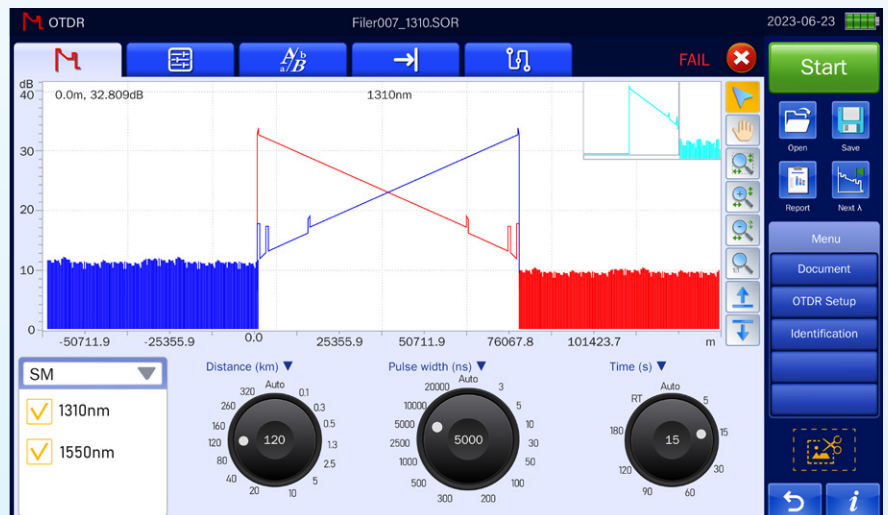 OTDR
Filer007_1310.SOR
2023-06-23
A/B
a b
FAIL
Start
dB
40
0.0m, 32.809dB
1310nm
30
20
10
0
-50711.9
-25355.9
0.0
25355.9
50711.9
76067.8
101423.7
m
Open
Save
Report
Next λ
Menu
Document
OTDR Setup
Identification
SM
1310nm
1550nm
Distance (km)
Auto
0.1
0.3
0.5
1.3
2.5
5
10
20
40
80
120
160
260
320
120
Pulse width (ns)
Auto
3
5
10
30
50
100
200
300
500
1000
2500
5000
10000
20000
5000
Time (s)
Auto
5
15
30
60
90
120
180
RT
15
i